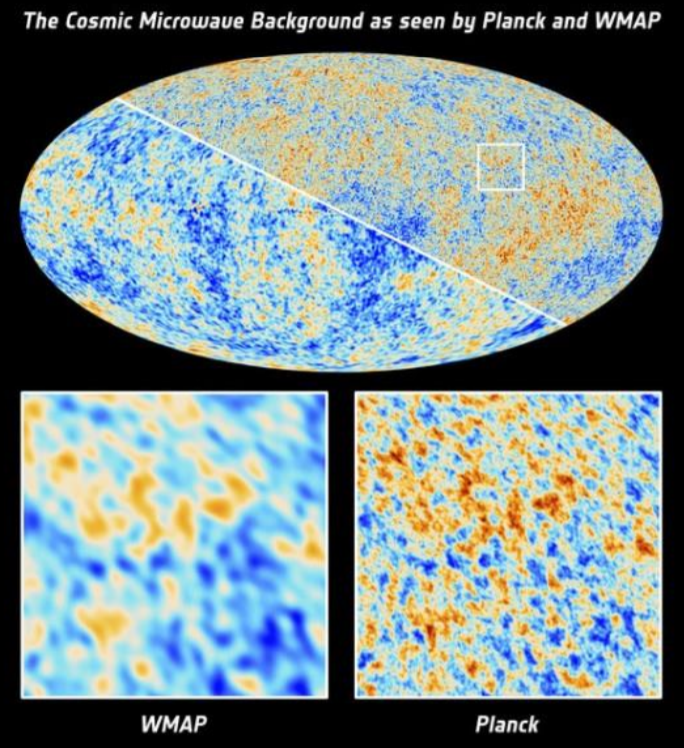 The Cosmic Microwave Background as seen by Planck and WMAP
WMAP
Planck